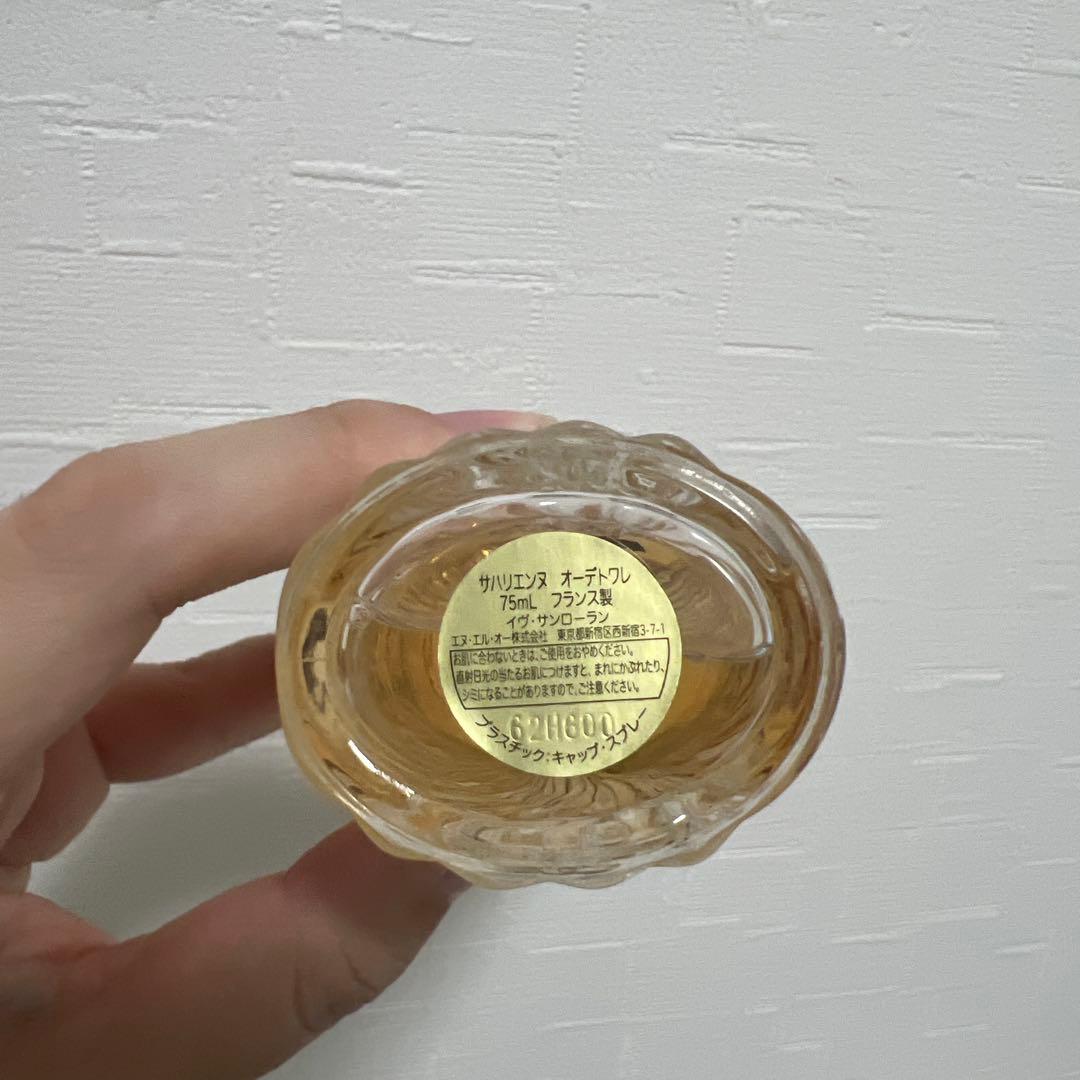 サハリエンヌ　オーデトワレ
75mL　フランス製
イヴ・サンローラン
エヌ・エル・オー株式会社　東京都新宿区西新宿3-7-1
お肌に合わないときは、ご使用をおやめください。
直射日光の当たるお肌につけますと、まれにかぶれたり、
シミになることがありますので、ご注意ください。
62H600
プラスチック;キャップ・スプレー